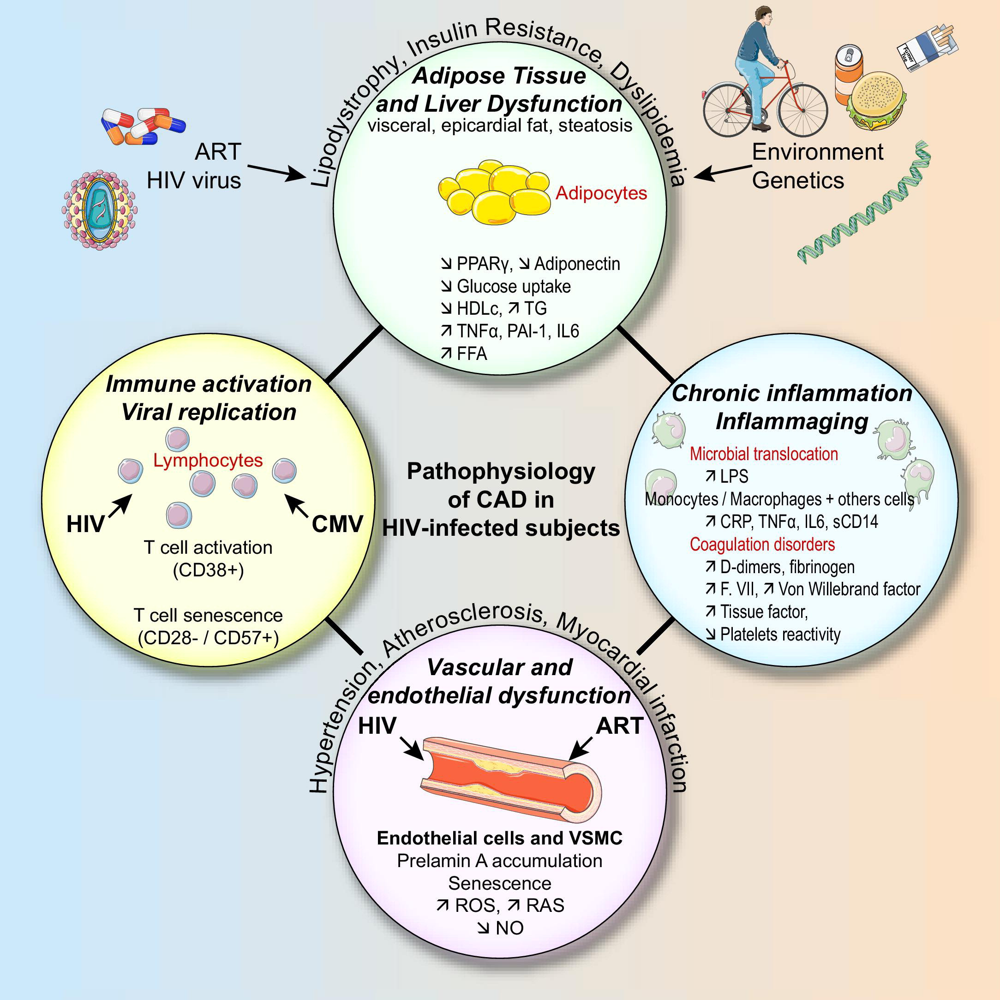 Lipodystrophy, Insulin Resistance, Dyslipidemia
Adipose Tissue
and Liver Dysfunction
visceral, epicardial fat, steatosis
Adipocytes
↘ PPARγ, ↘ Adiponectin
↘ Glucose uptake
↘ HDLc, ↗ TG
↗ TNFα, PAI-1, IL6
↗ FFA
ART
HIV virus
Fumer
Tue
Environment
Genetics
Immune activation
Viral replication
Lymphocytes
HIV
CMV
T cell activation
(CD38+)
T cell senescence
(CD28- / CD57+)
Pathophysiology
of CAD in
HIV-infected subjects
Chronic inflammation
Inflammaging
Microbial translocation
↗ LPS
Monocytes / Macrophages + others cells
↗ CRP, TNFα, IL6, sCD14
Coagulation disorders
↗ D-dimers, fibrinogen
↗ F. VII, ↗ Von Willebrand factor
↗ Tissue factor,
↘ Platelets reactivity
Hypertension, Atherosclerosis, Myocardial infarction
Vascular and
endothelial dysfunction
HIV
ART
Endothelial cells and VSMC
Prelamin A accumulation
Senescence
↗ ROS, ↗ RAS
↘ NO